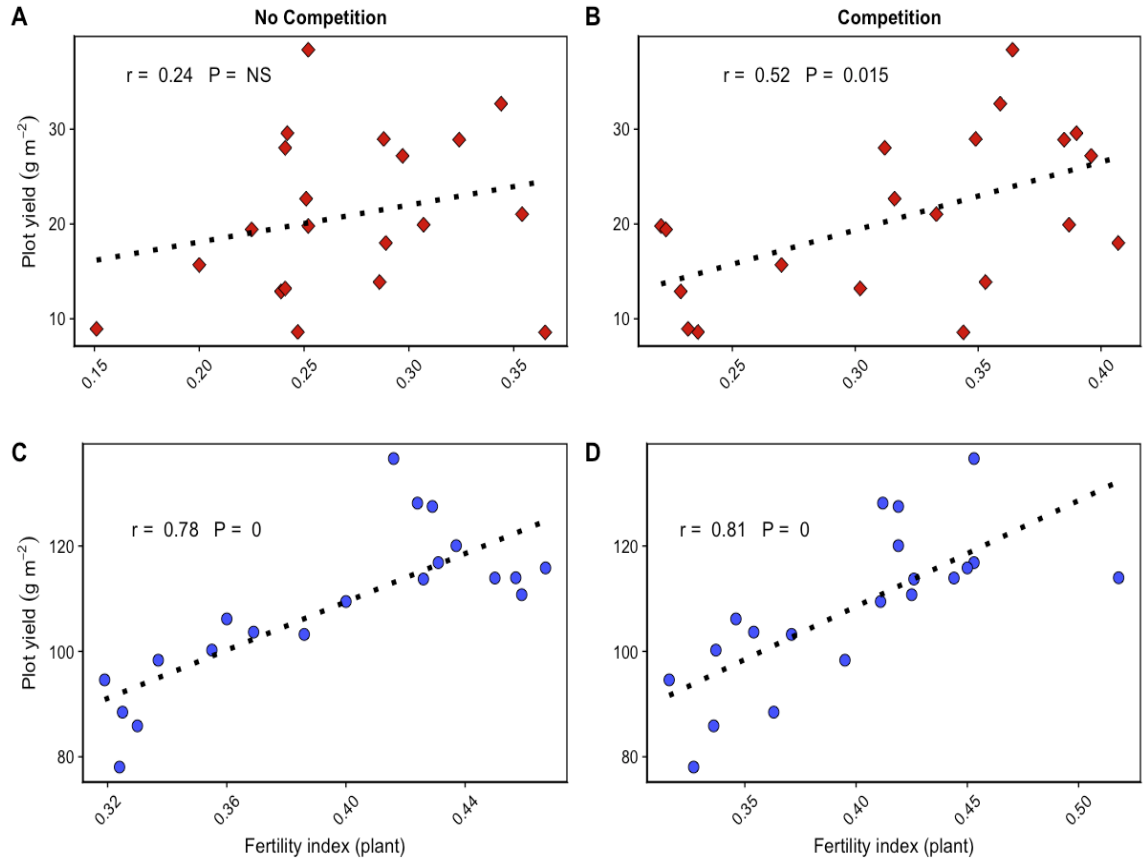 A
No Competition
B
Competition
r = 0.24 P = NS
r = 0.52 P = 0.015
Plot yield (g m⁻²)
30
20
10
0.15
0.20
0.25
0.30
0.35
30
20
10
0.25
0.30
0.35
0.40
C
D
r = 0.78 P = 0
r = 0.81 P = 0
Plot yield (g m⁻²)
120
100
80
0.32
0.36
0.40
0.44
Fertility index (plant)
120
100
80
0.35
0.40
0.45
0.50
Fertility index (plant)